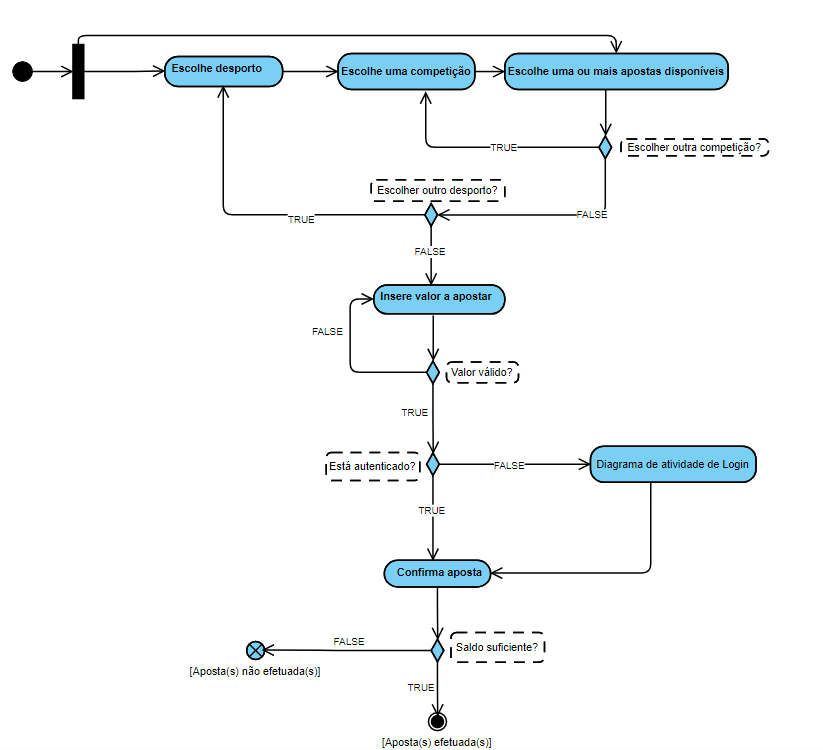 Escolhe desporto
Escolhe uma competição
Escolhe uma ou mais apostas disponíveis
TRUE
Escolher outra competição?
Escolher outro desporto?
TRUE
FALSE
FALSE
Insere valor a apostar
FALSE
Valor válido?
TRUE
Está autenticado?
FALSE
Diagrama de atividade de Login
TRUE
Confirma aposta
FALSE
Saldo suficiente?
[Aposta(s) não efetuada(s)]
TRUE
[Aposta(s) efetuada(s)]